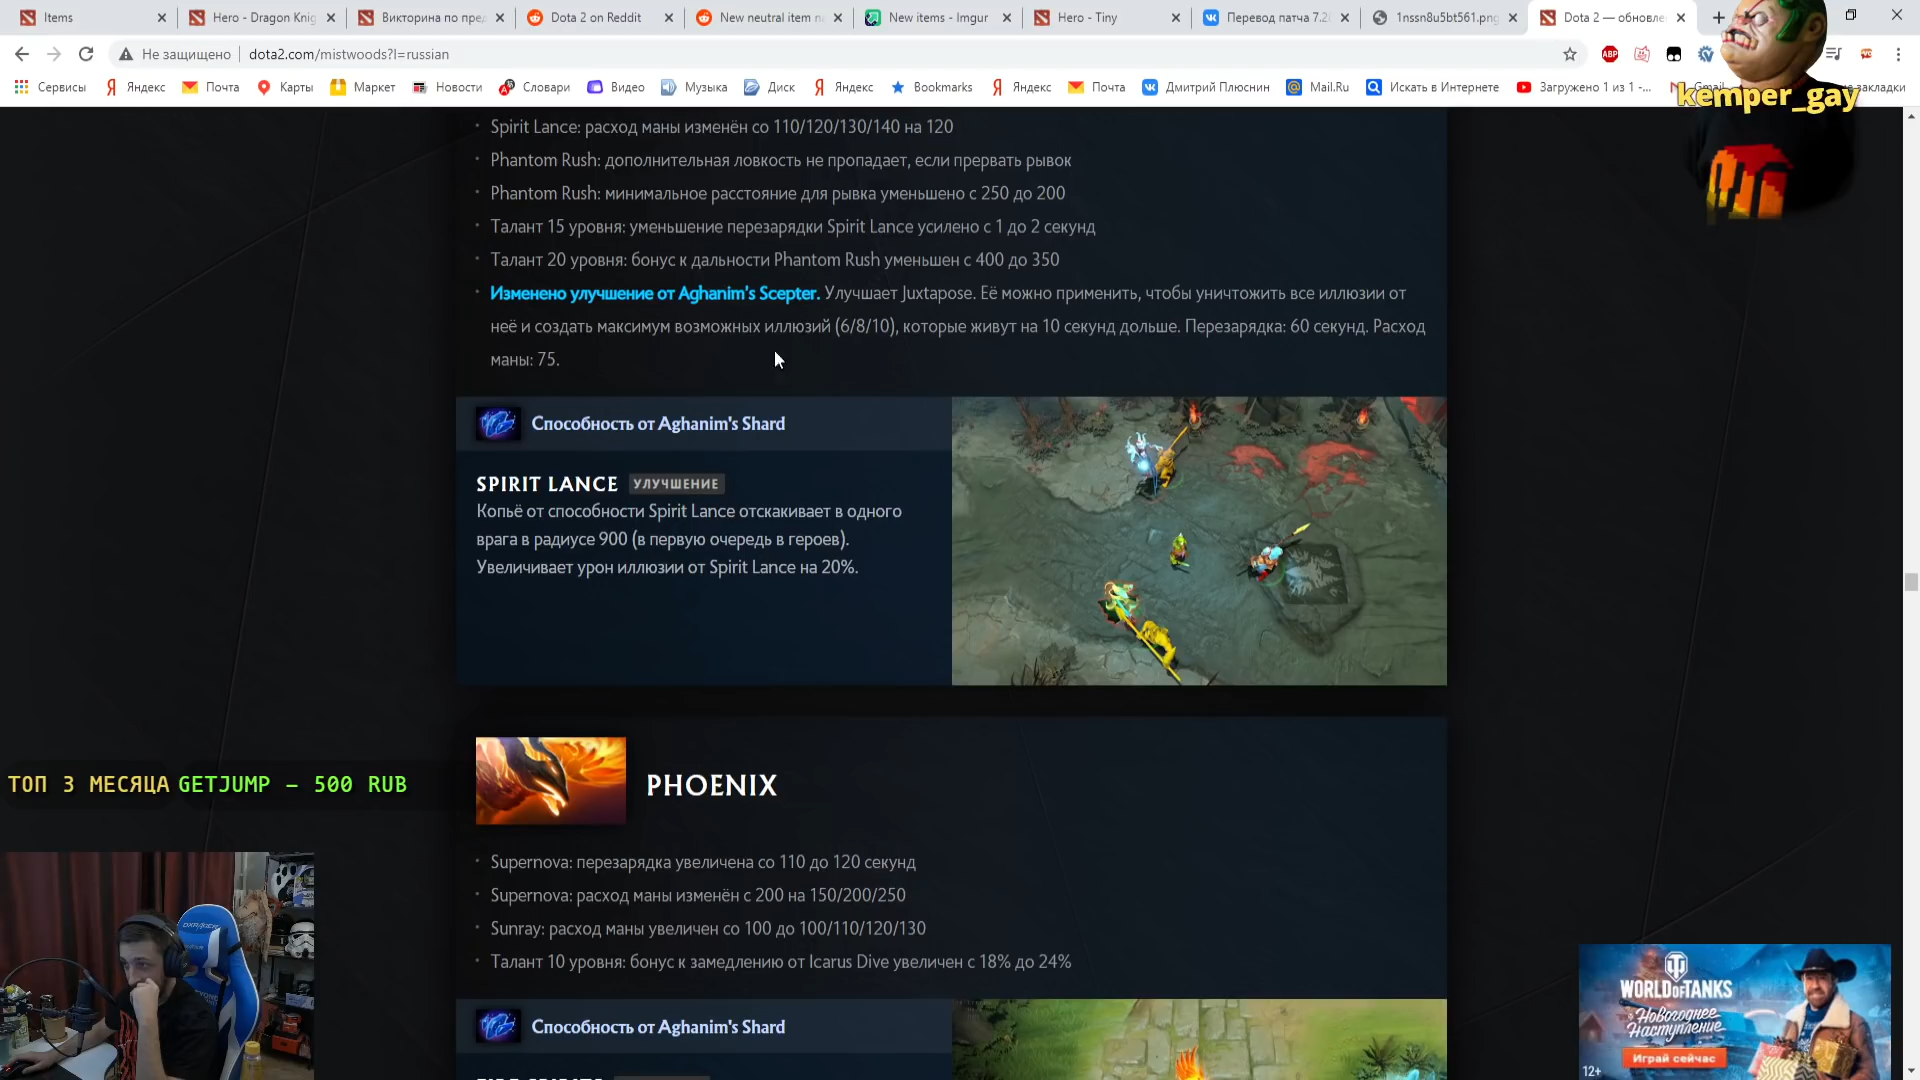 Items
Hero - Dragon Knig
Викторина по пред
Dota 2 on Reddit
New neutral item n
New items - Imgur
Hero - Tiny
Перевод патча 7.2
1nssn8u5bt561.png
Dota 2 — обновле
Не защищено
dota2.com/mistwoods?l=russian
ABP
Сервисы
Яндекс
Почта
Карты
Маркет
Новости
Словари
Видео
Музыка
Диск
Яндекс
Bookmarks
Яндекс
Почта
Дмитрий Плюснин
Mail.Ru
Искать в Интернете
Загружено 1 из 1 -...
Gmail
закладки
kemper_gay
Spirit Lance: расход маны изменён со 110/120/130/140 на 120
Phantom Rush: дополнительная ловкость не пропадает, если прервать рывок
Phantom Rush: минимальное расстояние для рывка уменьшено с 250 до 200
Талант 15 уровня: уменьшение перезарядки Spirit Lance усилено с 1 до 2 секунд
Талант 20 уровня: бонус к дальности Phantom Rush уменьшен с 400 до 350
Изменено улучшение от Aghanim's Scepter. Улучшает Juxtapose. Её можно применить, чтобы уничтожить все иллюзии от
неё и создать максимум возможных иллюзий (6/8/10), которые живут на 10 секунд дольше. Перезарядка: 60 секунд. Расход
маны: 75.
Способность от Aghanim's Shard
SPIRIT LANCE УЛУЧШЕНИЕ
Копьё от способности Spirit Lance отскакивает в одного
врага в радиусе 900 (в первую очередь в героев).
Увеличивает урон иллюзии от Spirit Lance на 20%.
PHOENIX
ТОП 3 МЕСЯЦА GETJUMP – 500 RUB
Supernova: перезарядка увеличена со 110 до 120 секунд
Supernova: расход маны изменён с 200 на 150/200/250
Sunray: расход маны увеличен со 100 до 100/110/120/130
Талант 10 уровня: бонус к замедлению от Icarus Dive увеличен с 18% до 24%
Способность от Aghanim's Shard
WORLD OF TANKS
Новогоднее
Наступление
Играй сейчас
12+